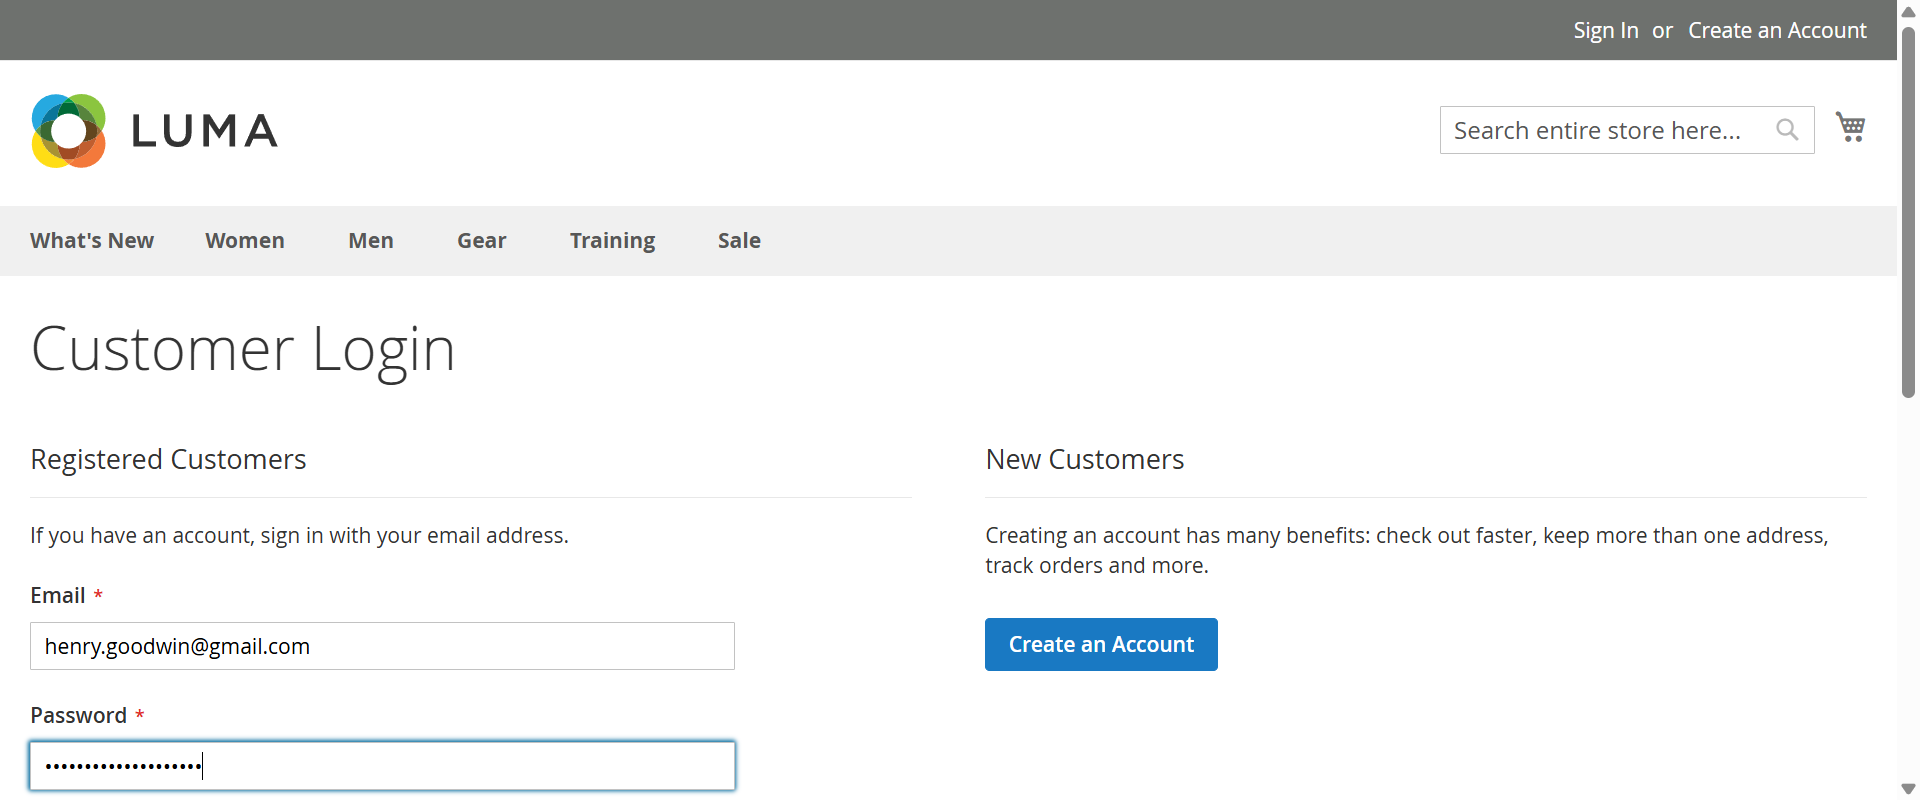 Sign In or Create an Account
LUMA
Search entire store here...
What's New Women Men Gear Training Sale
Customer Login
Registered Customers
If you have an account, sign in with your email address.
Email *
henry.goodwin@gmail.com
Password *
••••••••••••••••••••
New Customers
Creating an account has many benefits: check out faster, keep more than one address,
track orders and more.
Create an Account